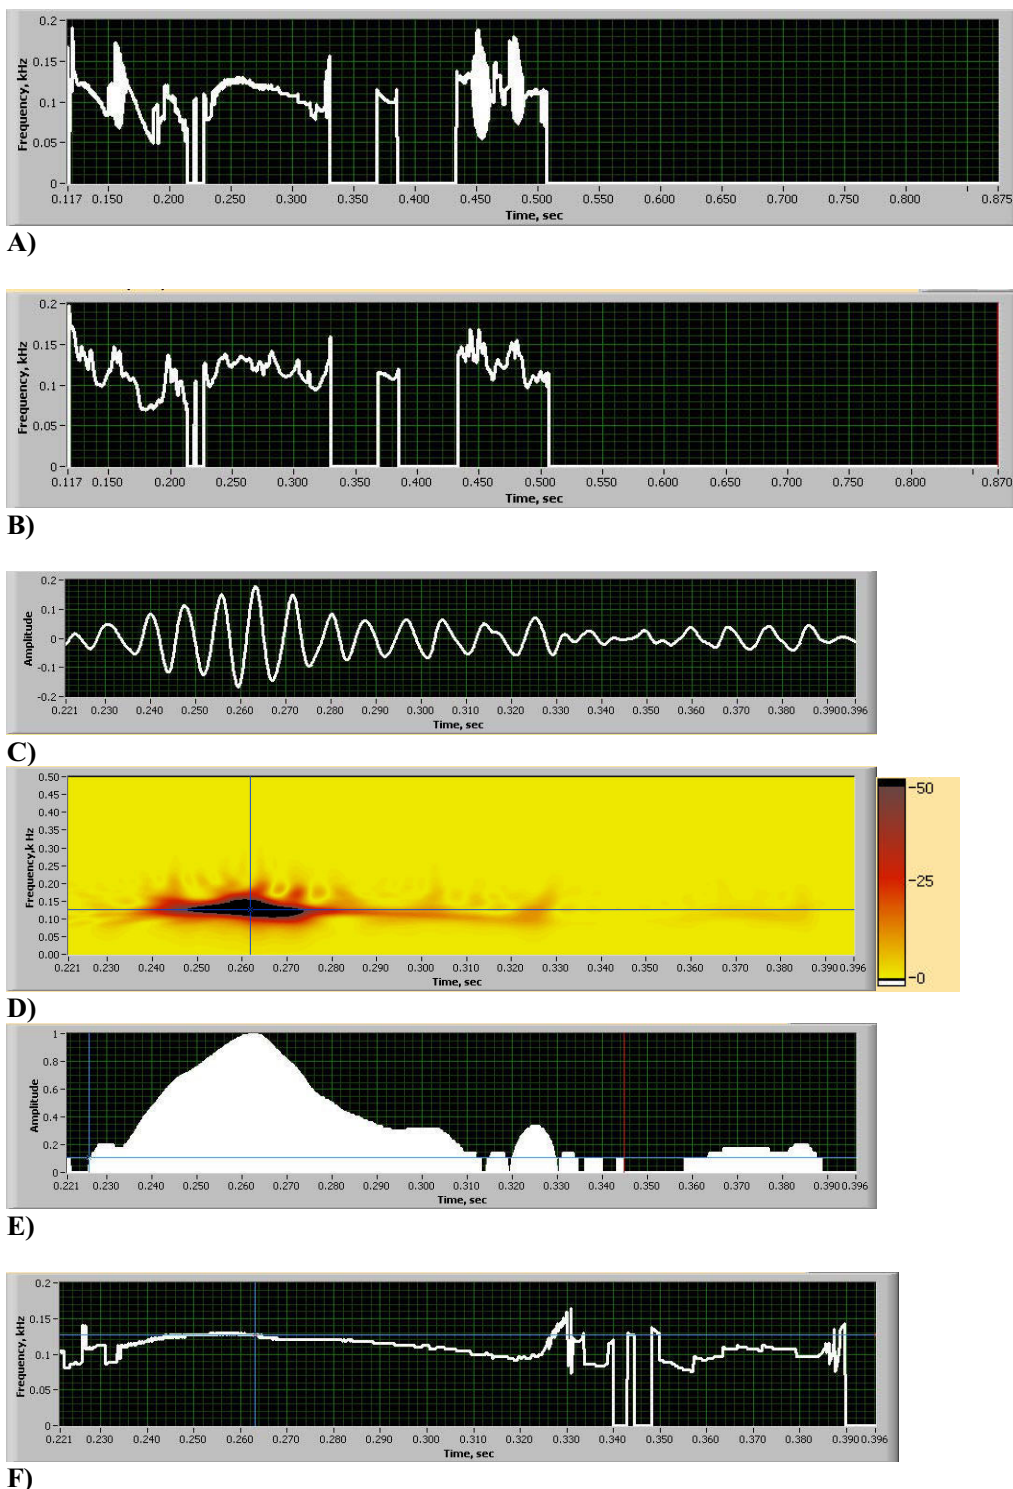 0.2
0.15
0.1
0.05
0
Frequency, kHz
0.117 0.150 0.200 0.250 0.300 0.350 0.400 0.450 0.500 0.550 0.600 0.650 0.700 0.750 0.800 0.875
Time, sec
A)
0.2
0.15
0.1
0.05
0
Frequency, kHz
0.117 0.150 0.200 0.250 0.300 0.350 0.400 0.450 0.500 0.550 0.600 0.650 0.700 0.750 0.800 0.870
Time, sec
B)
0.2
0.1
0
-0.1
-0.2
Amplitude
0.221 0.230 0.240 0.250 0.260 0.270 0.280 0.290 0.300 0.310 0.320 0.330 0.340 0.350 0.360 0.370 0.380 0.390 0.396
Time, sec
C)
0.50
0.45
0.40
0.35
0.30
0.25
0.20
0.15
0.10
0.05
0.00
Frequency,k Hz
0.221 0.230 0.240 0.250 0.260 0.270 0.280 0.290 0.300 0.310 0.320 0.330 0.340 0.350 0.360 0.370 0.380 0.390 0.396
Time, sec
50
25
0
D)
1
0.8
0.6
0.4
0.2
0
Amplitude
0.221 0.230 0.240 0.250 0.260 0.270 0.280 0.290 0.300 0.310 0.320 0.330 0.340 0.350 0.360 0.370 0.380 0.390 0.396
Time, sec
E)
0.2
0.15
0.1
0.05
0
Frequency, kHz
0.221 0.230 0.240 0.250 0.260 0.270 0.280 0.290 0.300 0.310 0.320 0.330 0.340 0.350 0.360 0.370 0.380 0.390 0.396
Time, sec
F)